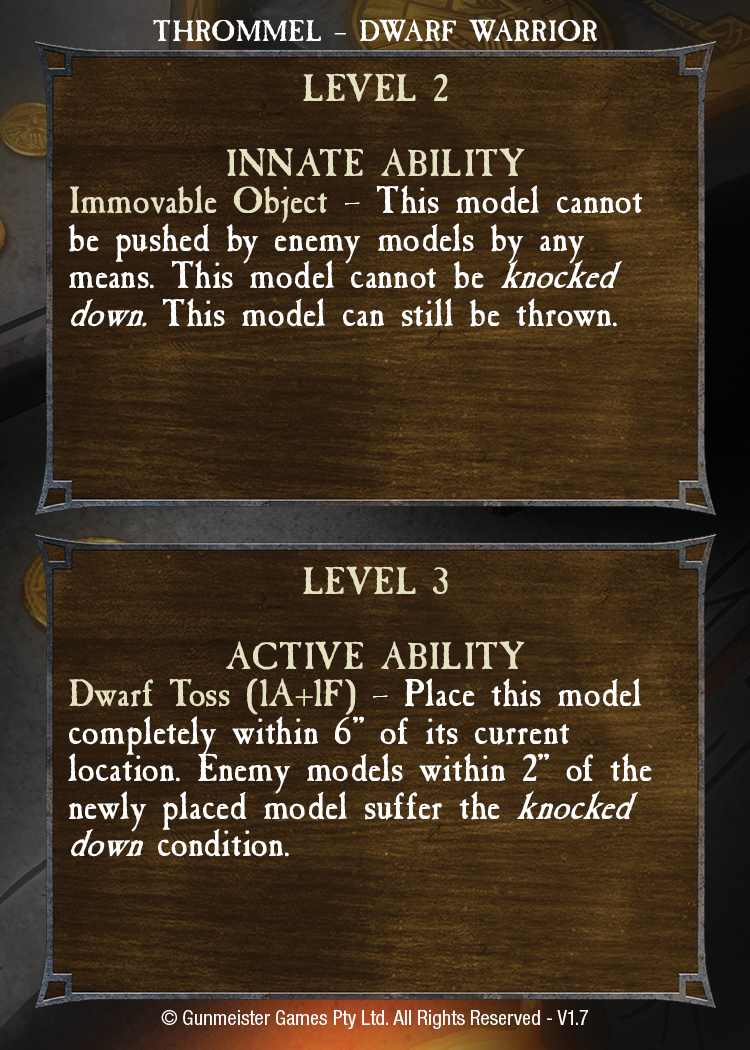 THROMMEL – DWARF WARRIOR
LEVEL 2
INNATE ABILITY
Immovable Object – This model cannot
be pushed by enemy models by any
means. This model cannot be knocked
down. This model can still be thrown.
LEVEL 3
ACTIVE ABILITY
Dwarf Toss (1A+1F) – Place this model
completely within 6” of its current
location. Enemy models within 2” of the
newly placed model suffer the knocked
down condition.
© Gunmeister Games Pty Ltd. All Rights Reserved - V1.7